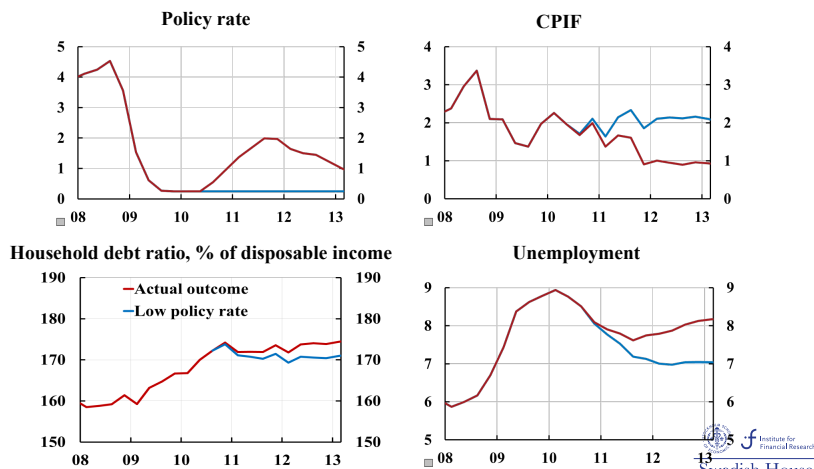 Policy rate
CPIF
5 5 4 4
4 4
3 3 3 3
2 2 2 2
1 1 1 1
0 0 0 0
08 09 10 11 12 13 08 09 10 11 12 13
Household debt ratio, % of disposable income
Unemployment
190 190 9 9
Actual outcome
Low policy rate
180 180 8 8
170 170 7 7
160 160 6 6
150 150 5 5
08 09 10 11 12 13 08 09 10 11 12 13
Institute for
Financial Research
Swedish House